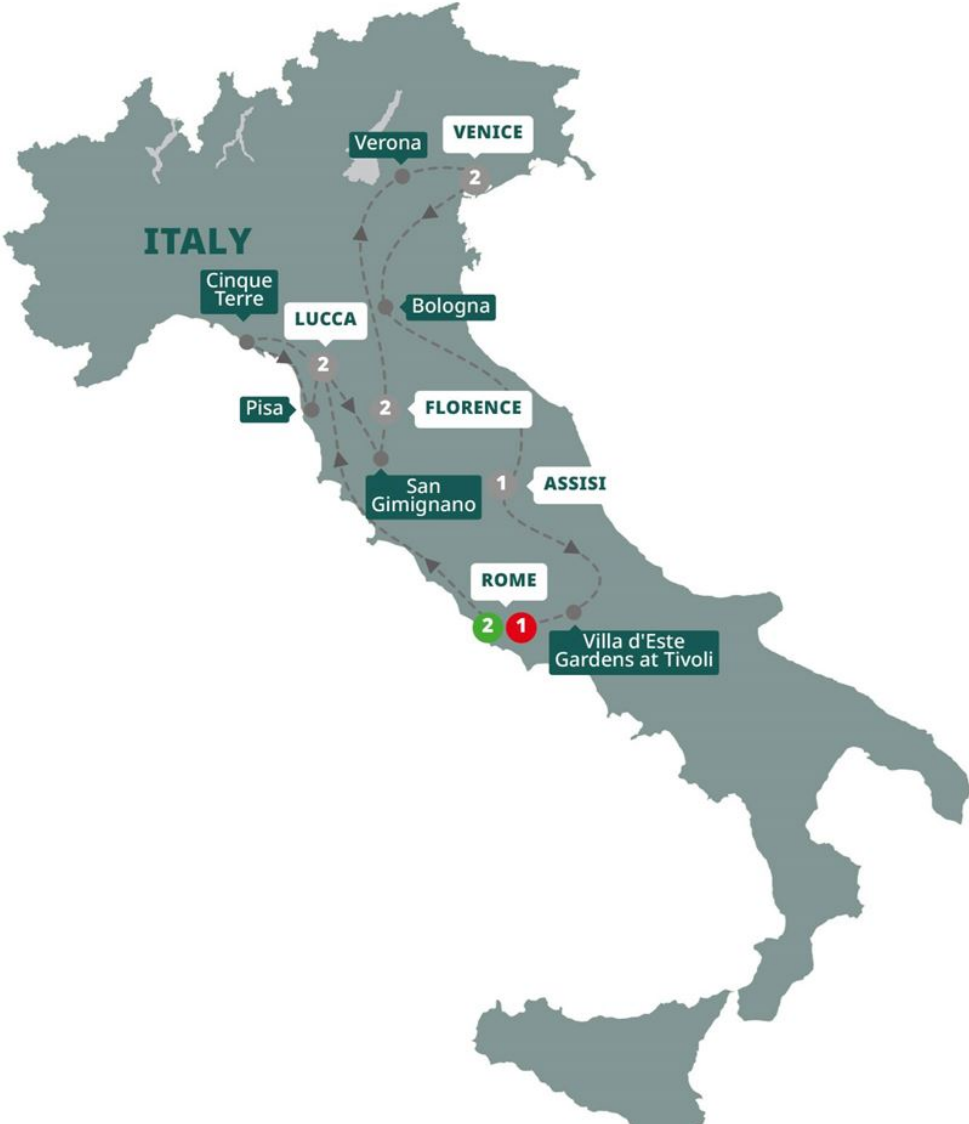 VENICE
Verona
2
ITALY
Cinque
Terre
Bologna
LUCCA
2
Pisa
2
FLORENCE
San
Gimignano
1
ASSISI
ROME
2
1
Villa d'Este
Gardens at Tivoli